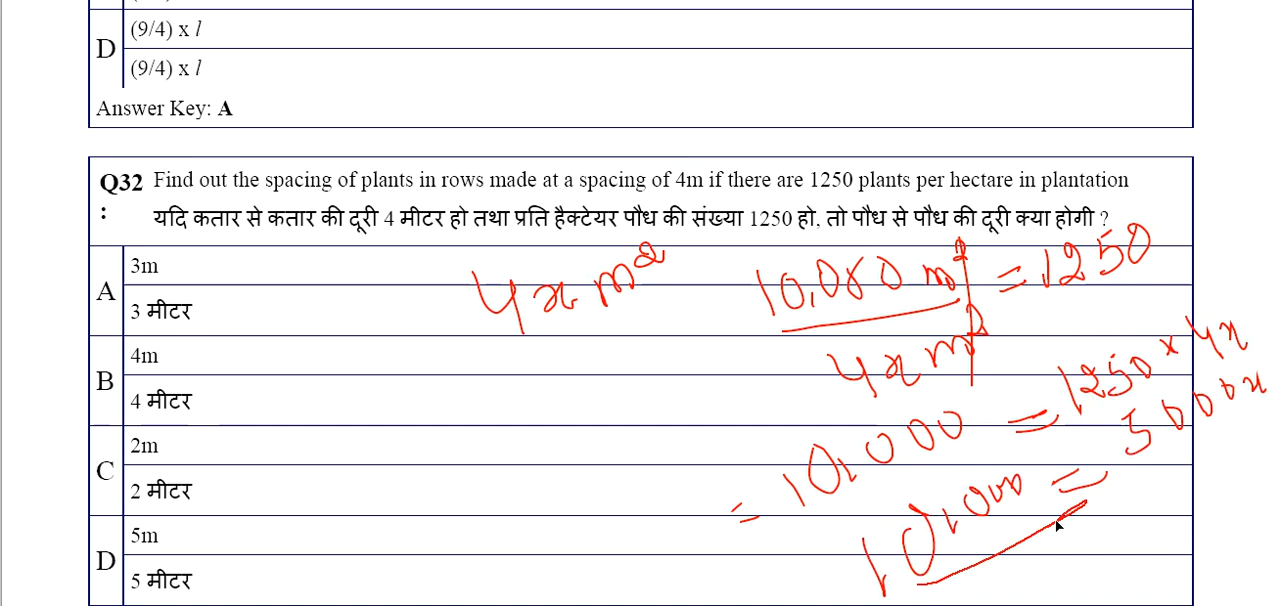 D
(9/4) x l
(9/4) x l
Answer Key: A
Q32 Find out the spacing of plants in rows made at a spacing of 4m if there are 1250 plants per hectare in plantation
: यदि कतार से कतार की दूरी 4 मीटर हो तथा प्रति हैक्टेयर पौध की संख्या 1250 हो, तो पौध से पौध की दूरी क्या होगी ?
A
3m
3 मीटर
B
4m
4 मीटर
C
2m
2 मीटर
D
5m
5 मीटर
4x m²
10,000 m² = 1250
4x m²
= 10,000 = 1250 x 4x
10,000 = 5000x